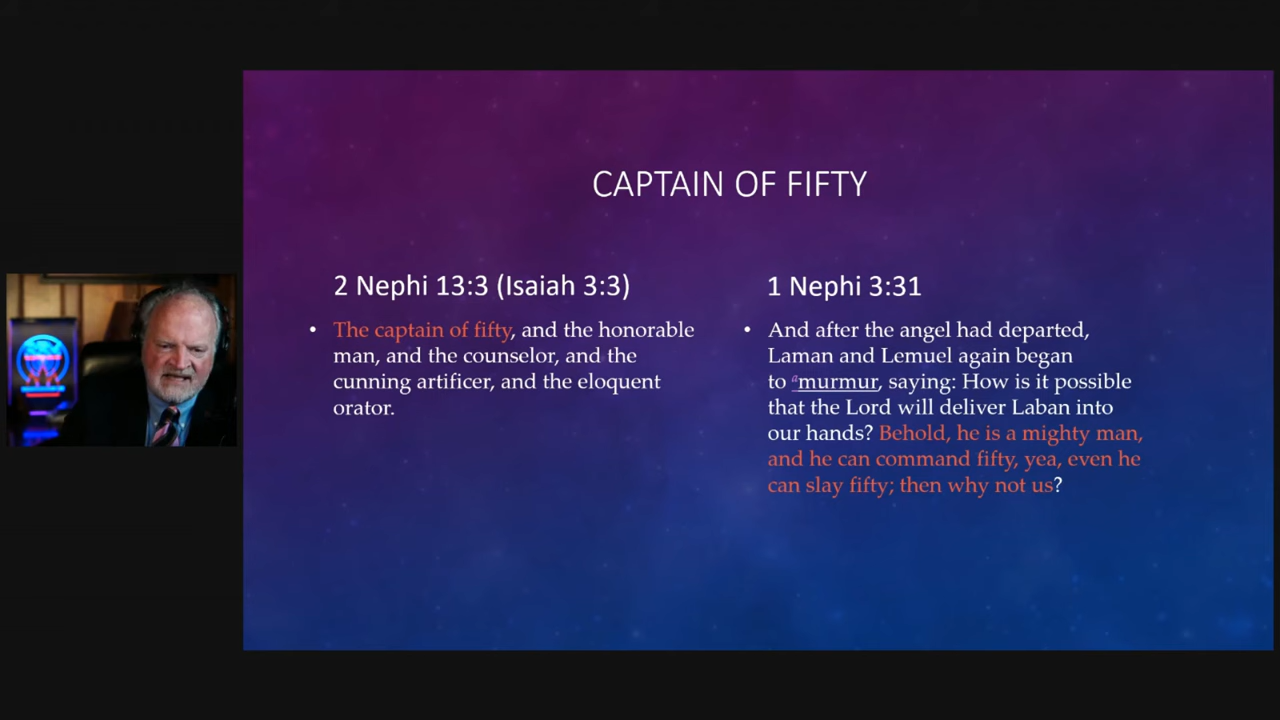 CAPTAIN OF FIFTY
2 Nephi 13:3 (Isaiah 3:3)
• The captain of fifty, and the honorable
man, and the counselor, and the
cunning artificer, and the eloquent
orator.
1 Nephi 3:31
• And after the angel had departed,
Laman and Lemuel again began
to a murmur, saying: How is it possible
that the Lord will deliver Laban into
our hands? Behold, he is a mighty man,
and he can command fifty, yea, even he
can slay fifty; then why not us?